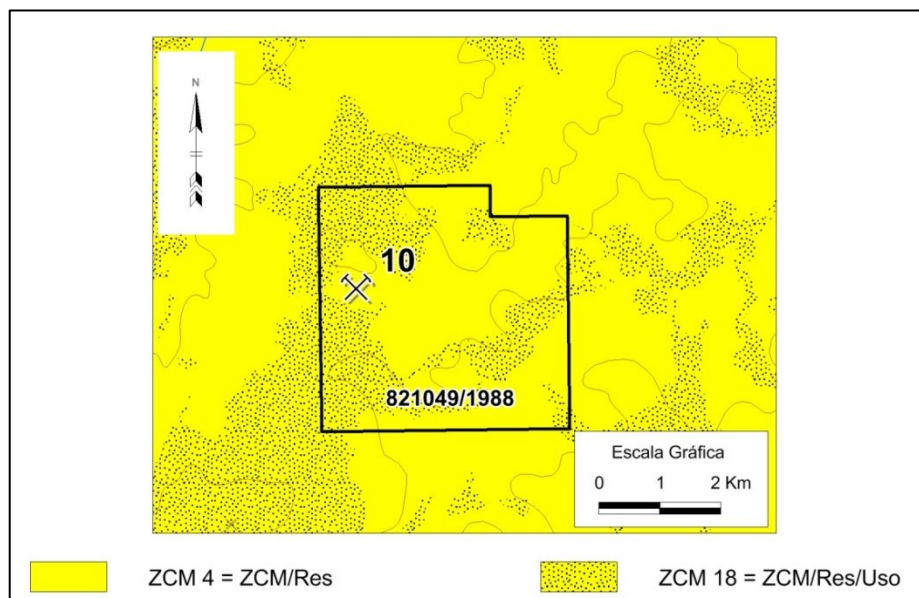 N
10
821049/1988
Escala Gráfica
0 1 2 Km
ZCM 4 = ZCM/Res
ZCM 18 = ZCM/Res/Uso